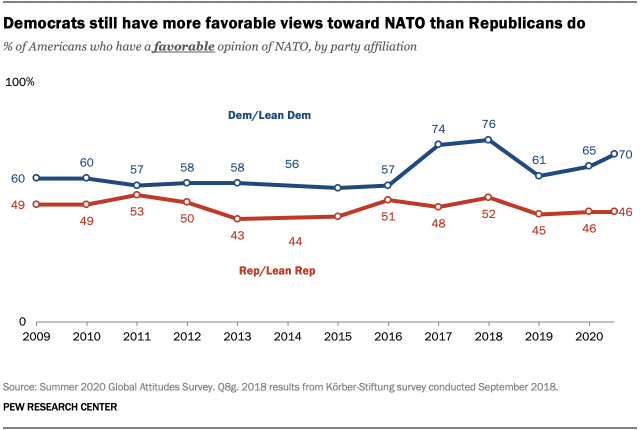 Democrats still have more favorable views toward NATO than Republicans do
% of Americans who have a favorable opinion of NATO, by party affiliation
100%
Dem/Lean Dem
60 60 57 58 58 56 57 74 76 61 65 70
49 49 53 50 43 44 51 48 52 45 46 46
Rep/Lean Rep
0
2009 2010 2011 2012 2013 2014 2015 2016 2017 2018 2019 2020
Source: Summer 2020 Global Attitudes Survey. Q8g. 2018 results from Körber-Stiftung survey conducted September 2018.
PEW RESEARCH CENTER